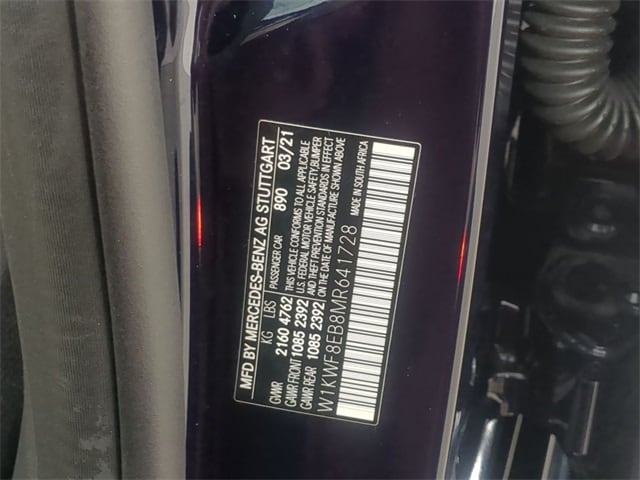 MFD BY MERCEDES-BENZ AG STUTTGART
KG LBS PASSENGER CAR 890 03/21
GVWR 2160 4762 THIS VEHICLE CONFORMS TO ALL APPLICABLE
GAWR FRONT 1085 2392 U.S. FEDERAL MOTOR VEHICLE SAFETY, BUMPER
GAWR REAR 1085 2392 AND THEFT PREVENTION STANDARDS IN EFFECT
ON THE DATE OF MANUFACTURE SHOWN ABOVE
W1KWF8EB8MR641728 MADE IN SOUTH AFRICA